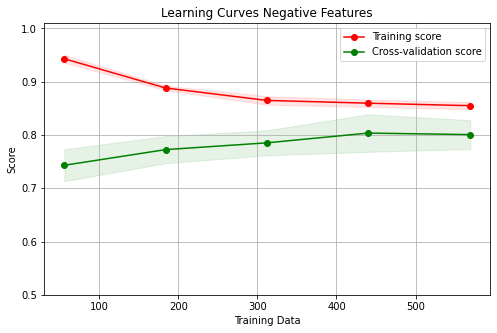 Learning Curves Negative Features
1.0
0.9
0.8
0.7
0.6
0.5
Score
Training score
Cross-validation score
100
200
300
400
500
Training Data